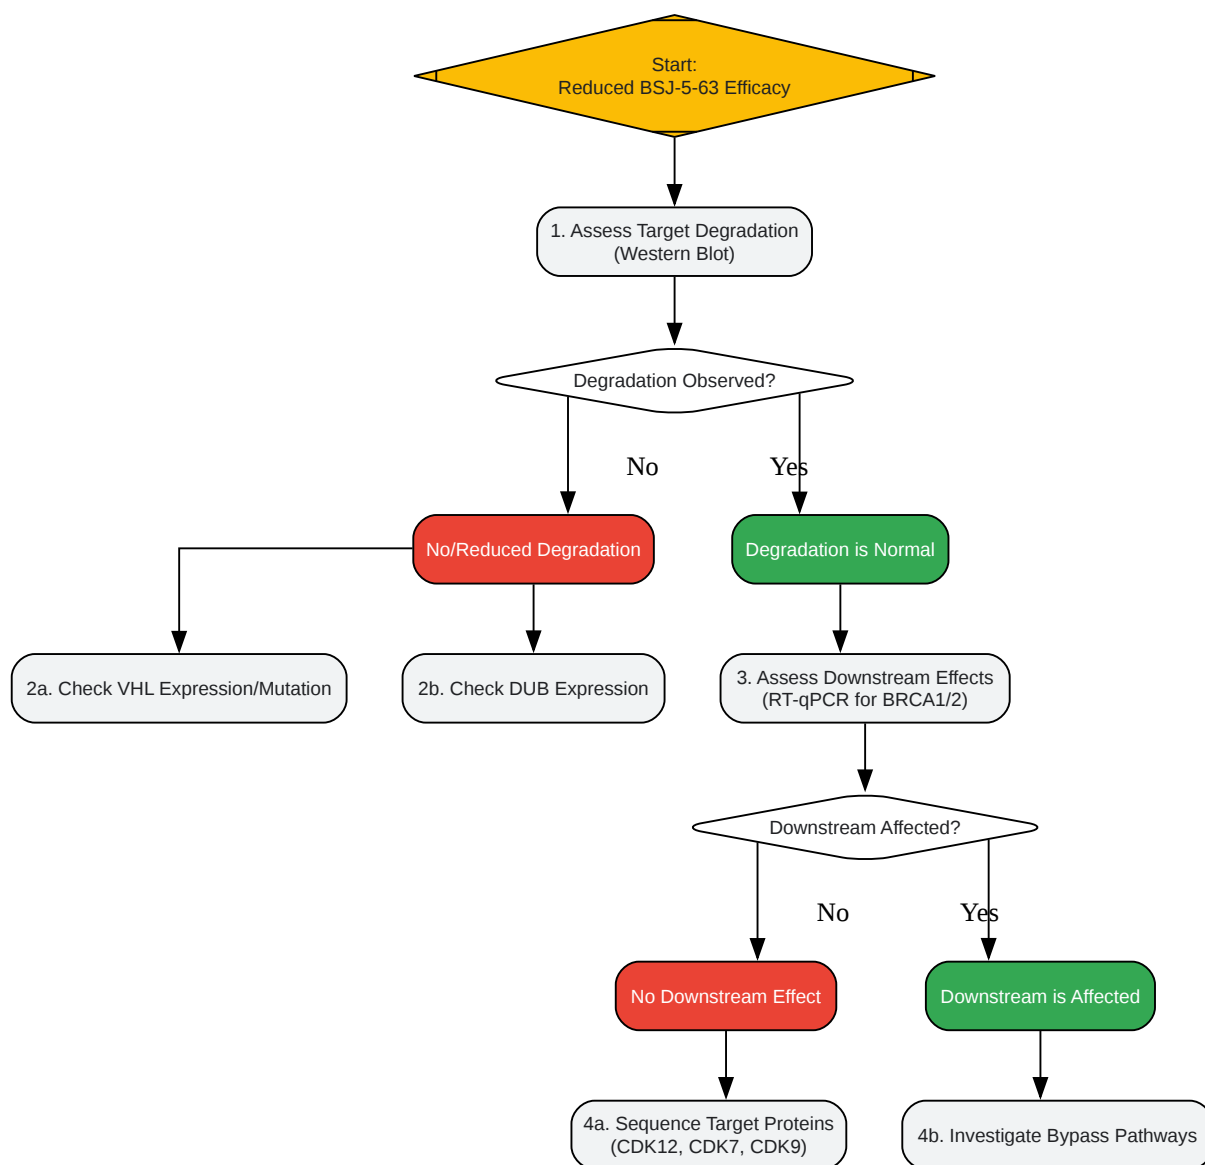 Start:
Reduced BSJ-5-63 Efficacy
1. Assess Target Degradation
(Western Blot)
Degradation Observed?
No
Yes
No/Reduced Degradation
Degradation is Normal
2a. Check VHL Expression/Mutation
2b. Check DUB Expression
3. Assess Downstream Effects
(RT-qPCR for BRCA1/2)
Downstream Affected?
No
Yes
No Downstream Effect
Downstream is Affected
4a. Sequence Target Proteins
(CDK12, CDK7, CDK9)
4b. Investigate Bypass Pathways